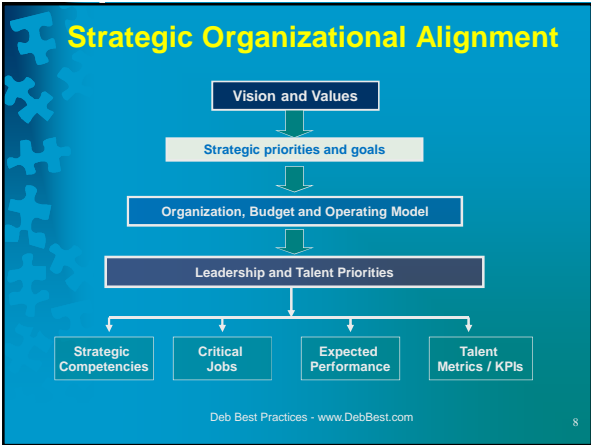 Strategic Organizational Alignment
Vision and Values
Strategic priorities and goals
Organization, Budget and Operating Model
Leadership and Talent Priorities
Strategic
Competencies
Critical
Jobs
Expected
Performance
Talent
Metrics / KPIs
Deb Best Practices - www.DebBest.com
8